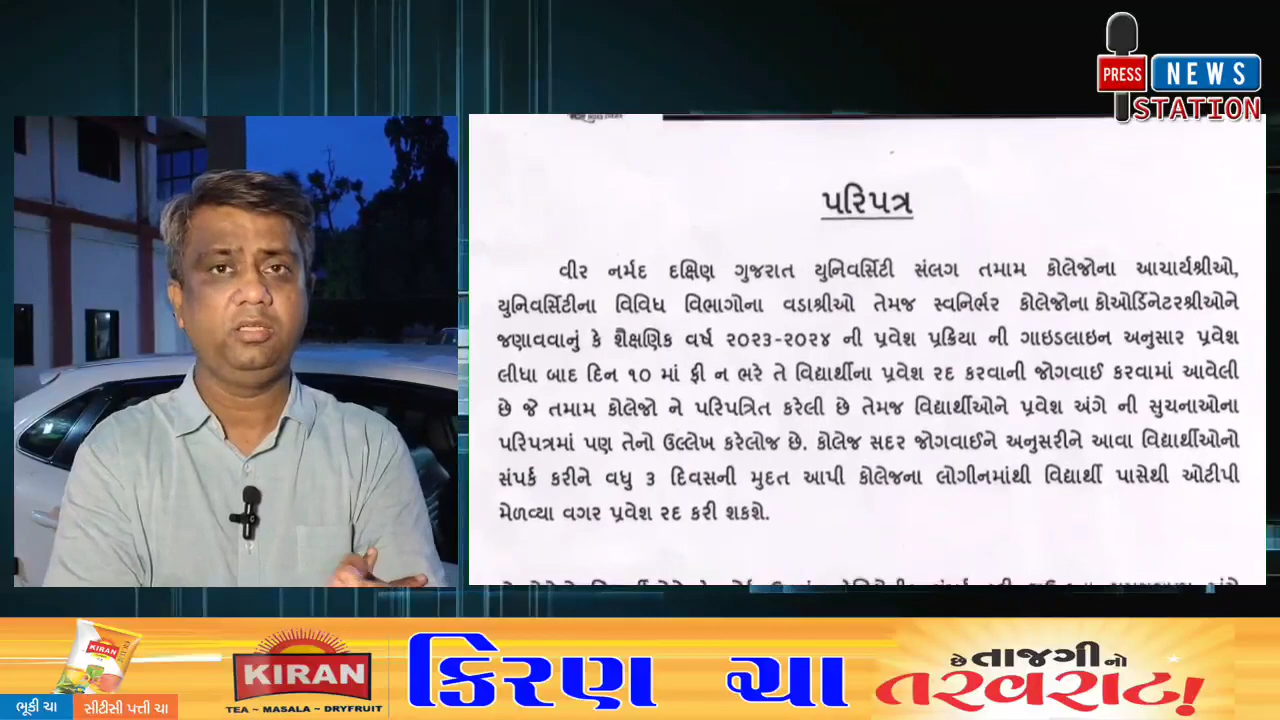 PRESS NEWS
STATION
પરિપત્ર
વીર નર્મદ દક્ષિણ ગુજરાત યુનિવર્સિટી સંલગ તમામ કોલેજોના આચાર્યશ્રીઓ,
યુનિવર્સિટીના વિવિધ વિભાગોના વડાશ્રીઓ તેમજ સ્વનિર્ભર કોલેજોના કોઓર્ડિનેટરશ્રીઓને
જણાવવાનું કે શૈક્ષણિક વર્ષ ૨૦૨૩-૨૦૨૪ ની પ્રવેશ પ્રક્રિયા ની ગાઇડલાઇન અનુસાર પ્રવેશ
લીધા બાદ દિન ૧૦ માં ફી ન ભરે તે વિદ્યાર્થીના પ્રવેશ રદ કરવાની જોગવાઈ કરવામાં આવેલી
છે જે તમામ કોલેજો ને પરિપત્રિત કરેલી છે તેમજ વિદ્યાર્થીઓને પ્રવેશ અંગે ની સુચનાઓના
પરિપત્રમાં પણ તેનો ઉલ્લેખ કરેલોજ છે. કોલેજ સદર જોગવાઈને અનુસરીને આવા વિદ્યાર્થીઓનો
સંપર્ક કરીને વધુ ૩ દિવસની મુદત આપી કોલેજના લોગીનમાંથી વિદ્યાર્થી પાસેથી ઓટીપી
મેળવ્યા વગર પ્રવેશ રદ કરી શકશે.
KIRAN
KIRAN
TEA ~ MASALA ~ DRYFRUIT
કિરણ ચા
છે તાજગીનો
તરવરાટ!
ભૂકી ચા
સીટીસી પત્તી ચા